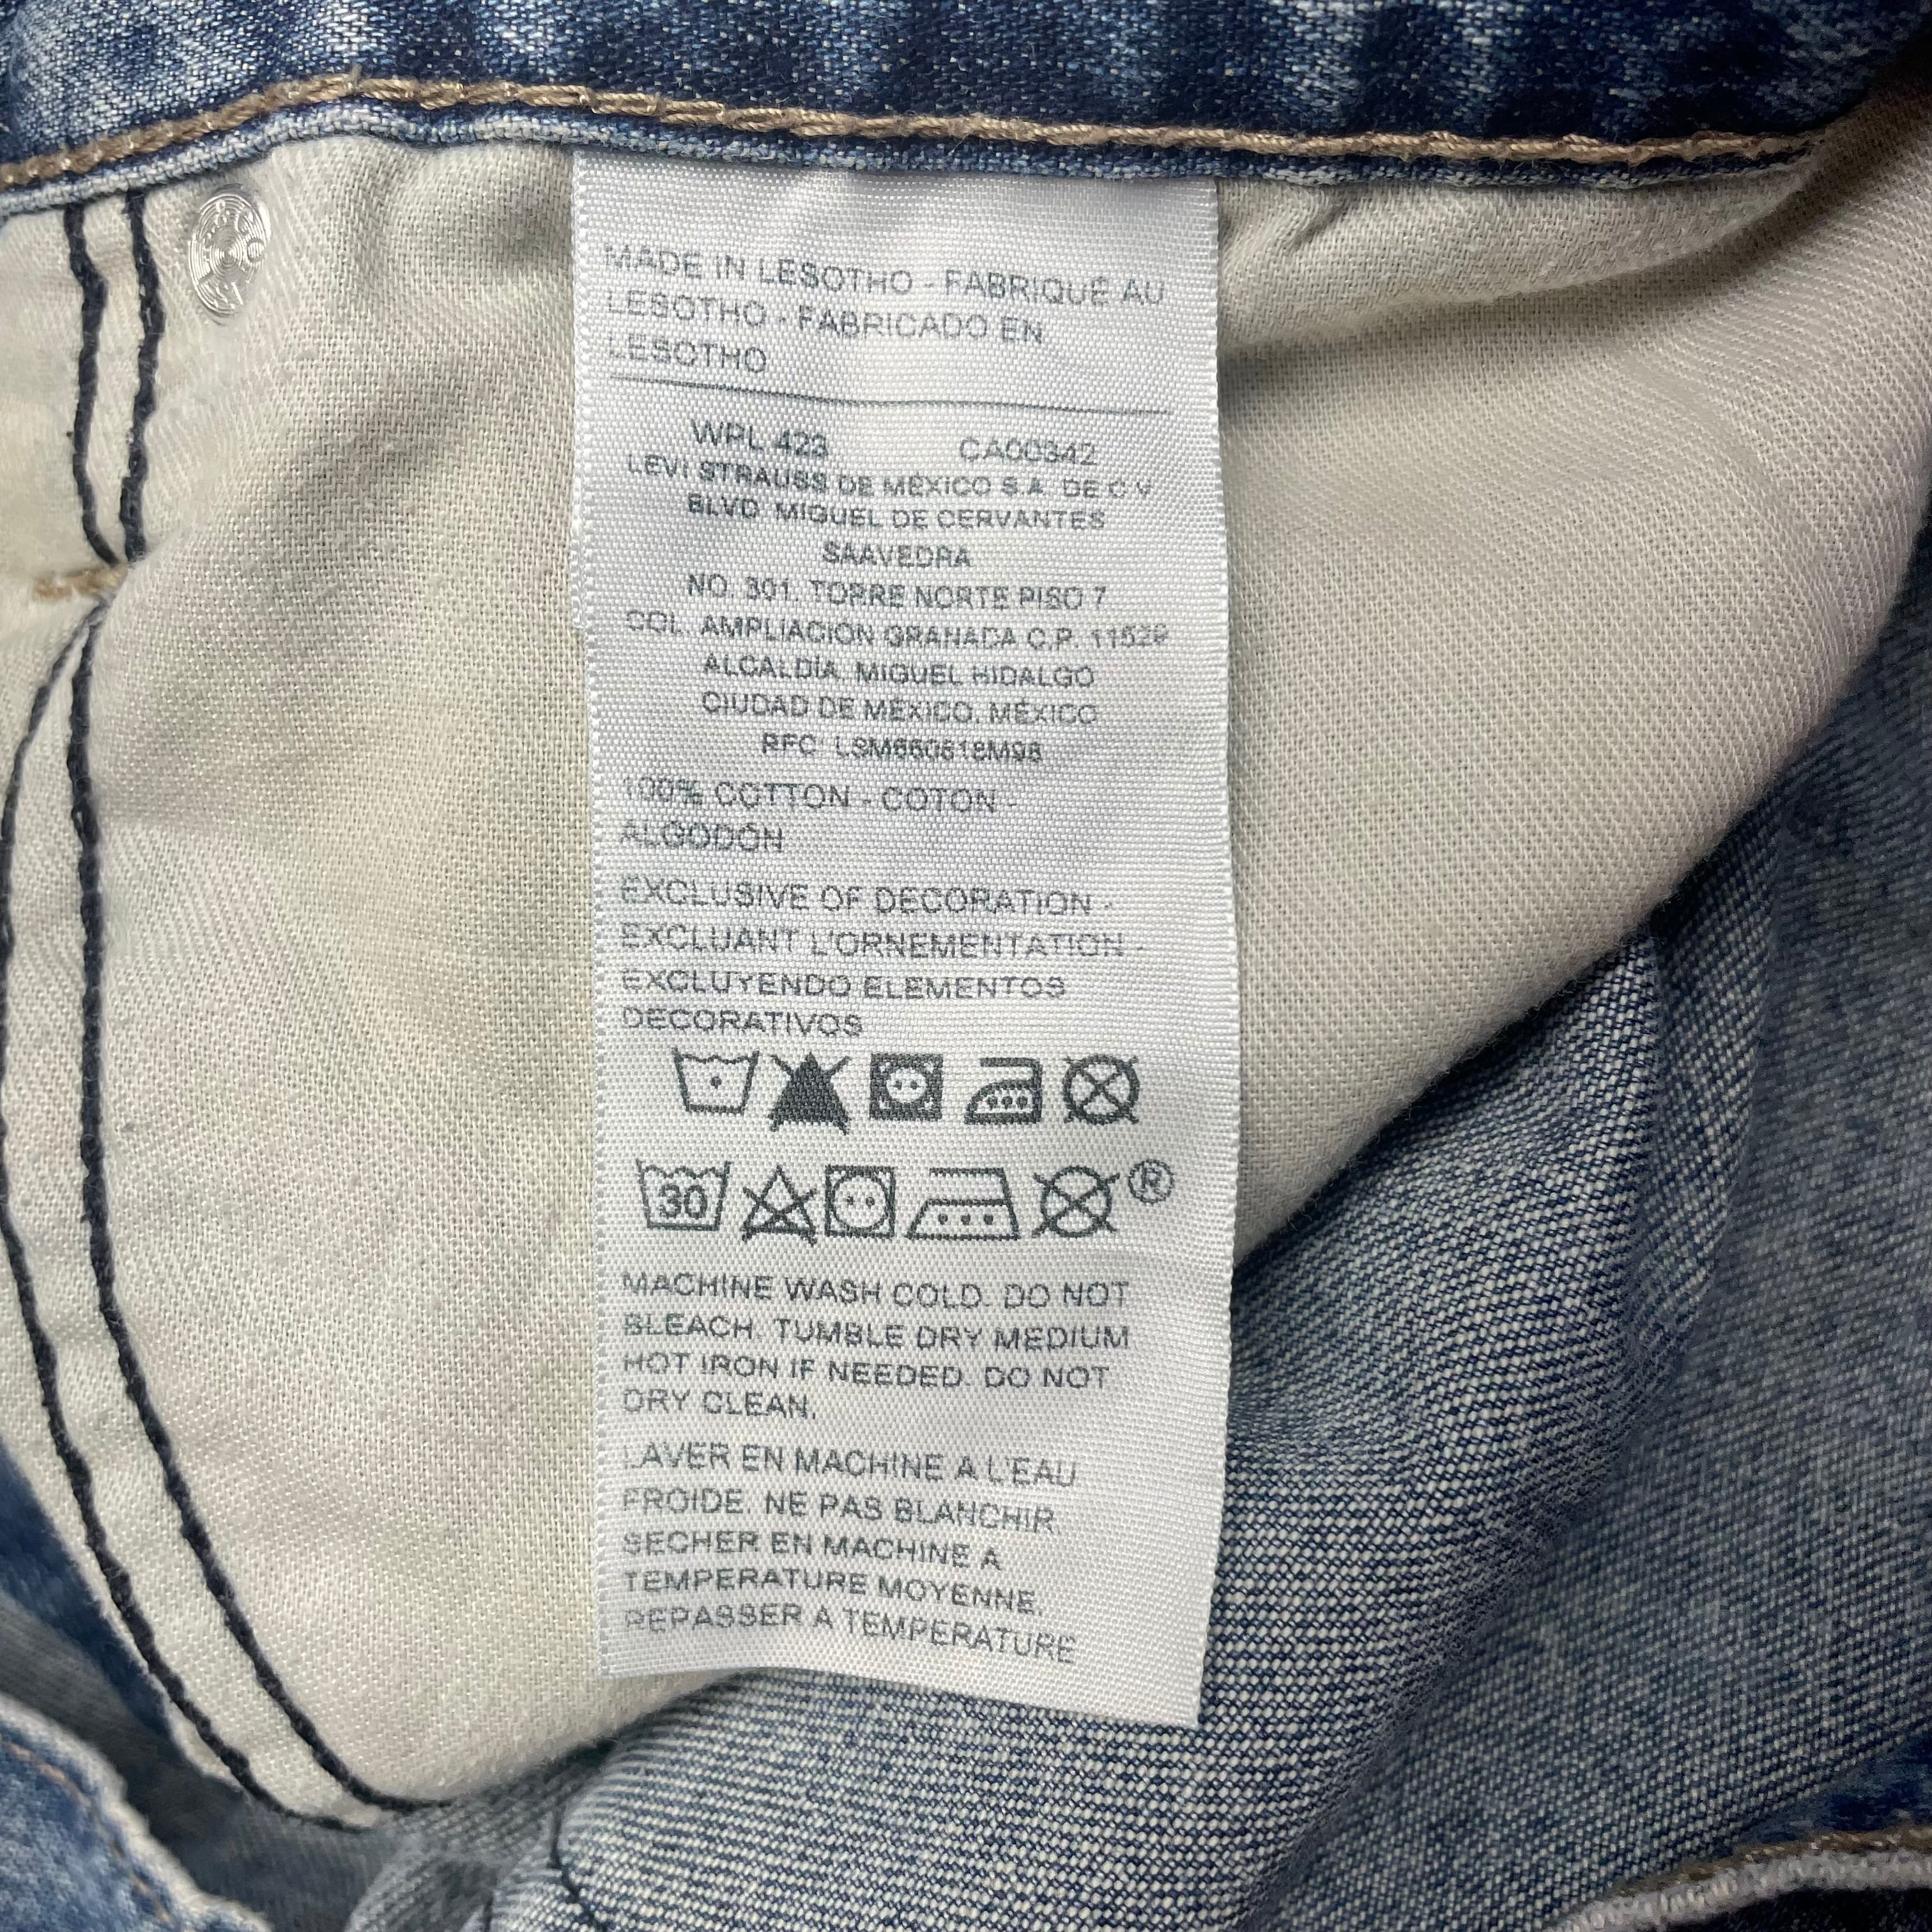 MADE IN LESOTHO - FABRIQUÉ AU
LESOTHO - FABRICADO EN
LESOTHO
WPL 423 CA00342
LEVI STRAUSS DE MÉXICO S.A. DE C.V.
BLVD. MIGUEL DE CERVANTES
SAAVEDRA
NO. 301, TORRE NORTE PISO 7
COL. AMPLIACIÓN GRANADA C.P. 11529
ALCALDÍA MIGUEL HIDALGO
CIUDAD DE MÉXICO, MÉXICO
RFC
100% COTTON - COTON -
ALGODÓN
EXCLUSIVE OF DECORATION -
EXCLUANT L'ORNEMENTATION -
EXCLUYENDO ELEMENTOS
DECORATIVOS
30 ®
MACHINE WASH COLD. DO NOT
BLEACH. TUMBLE DRY MEDIUM.
HOT IRON IF NEEDED. DO NOT
DRY CLEAN.
LAVER EN MACHINE A L'EAU
FROIDE. NE PAS BLANCHIR.
SECHER EN MACHINE A
TEMPERATURE MOYENNE.
REPASSER A TEMPERATURE